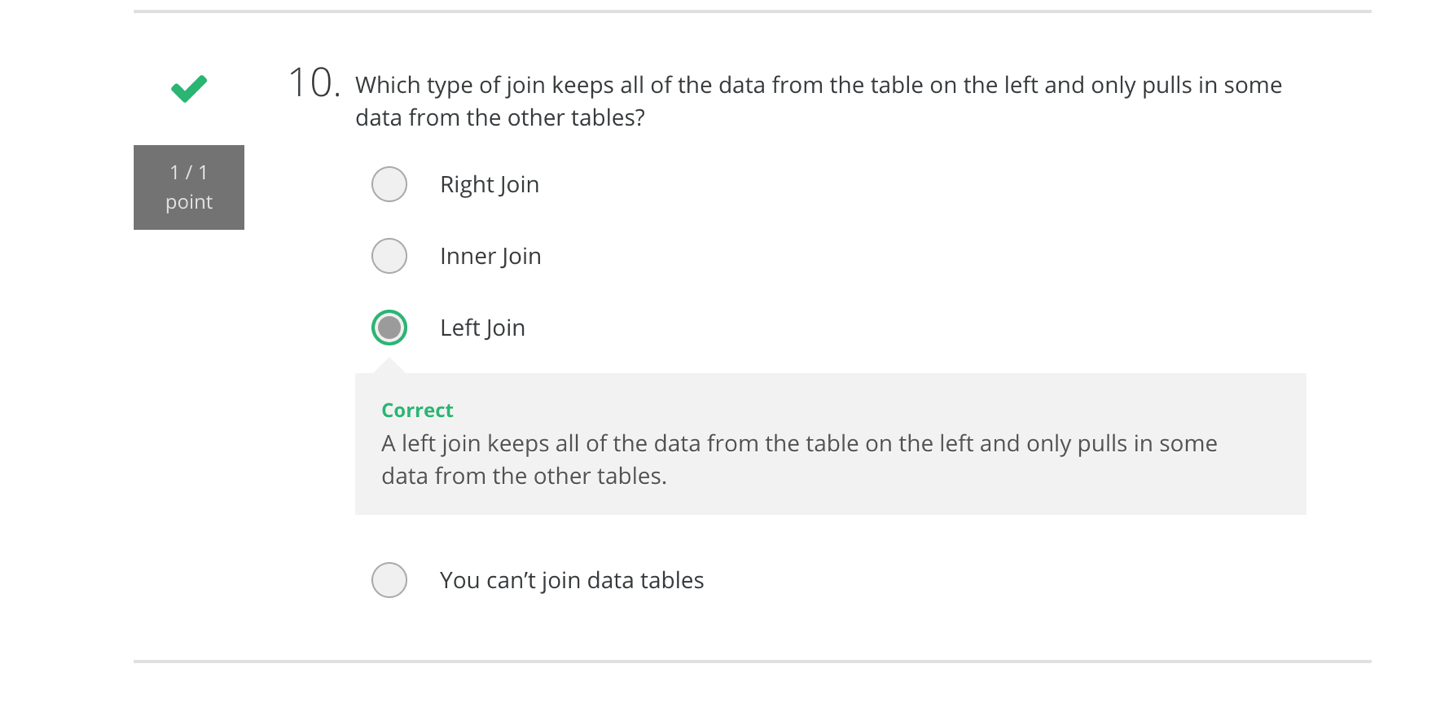 10. Which type of join keeps all of the data from the table on the left and only pulls in some
data from the other tables?
1 / 1
point
Right Join
Inner Join
Left Join
Correct
A left join keeps all of the data from the table on the left and only pulls in some
data from the other tables.
You can’t join data tables